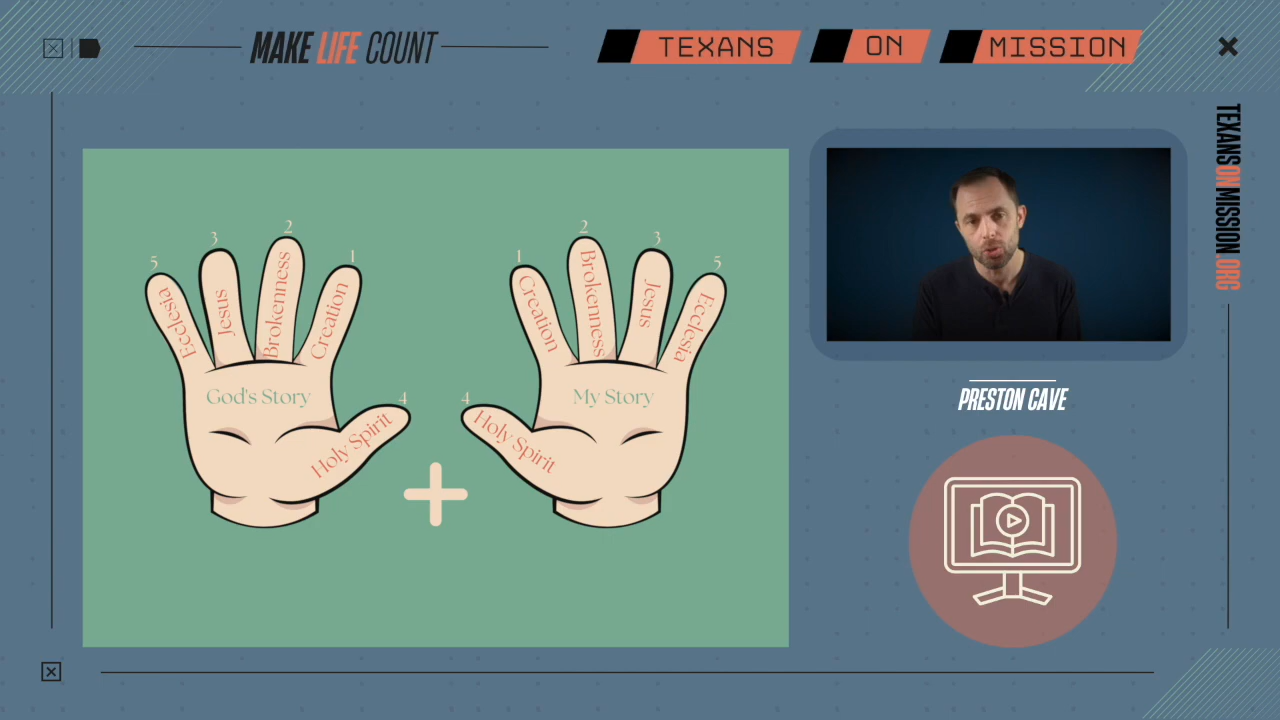 MAKE LIFE COUNT
TEXANS ON MISSION
TEXANSONMISSION.ORG
5
3
2
1
Ecclesia
Jesus
Brokenness
Creation
God's Story
4
Holy Spirit
1
2
3
5
Creation
Brokenness
Jesus
Ecclesia
My Story
4
Holy Spirit
PRESTON CAVE